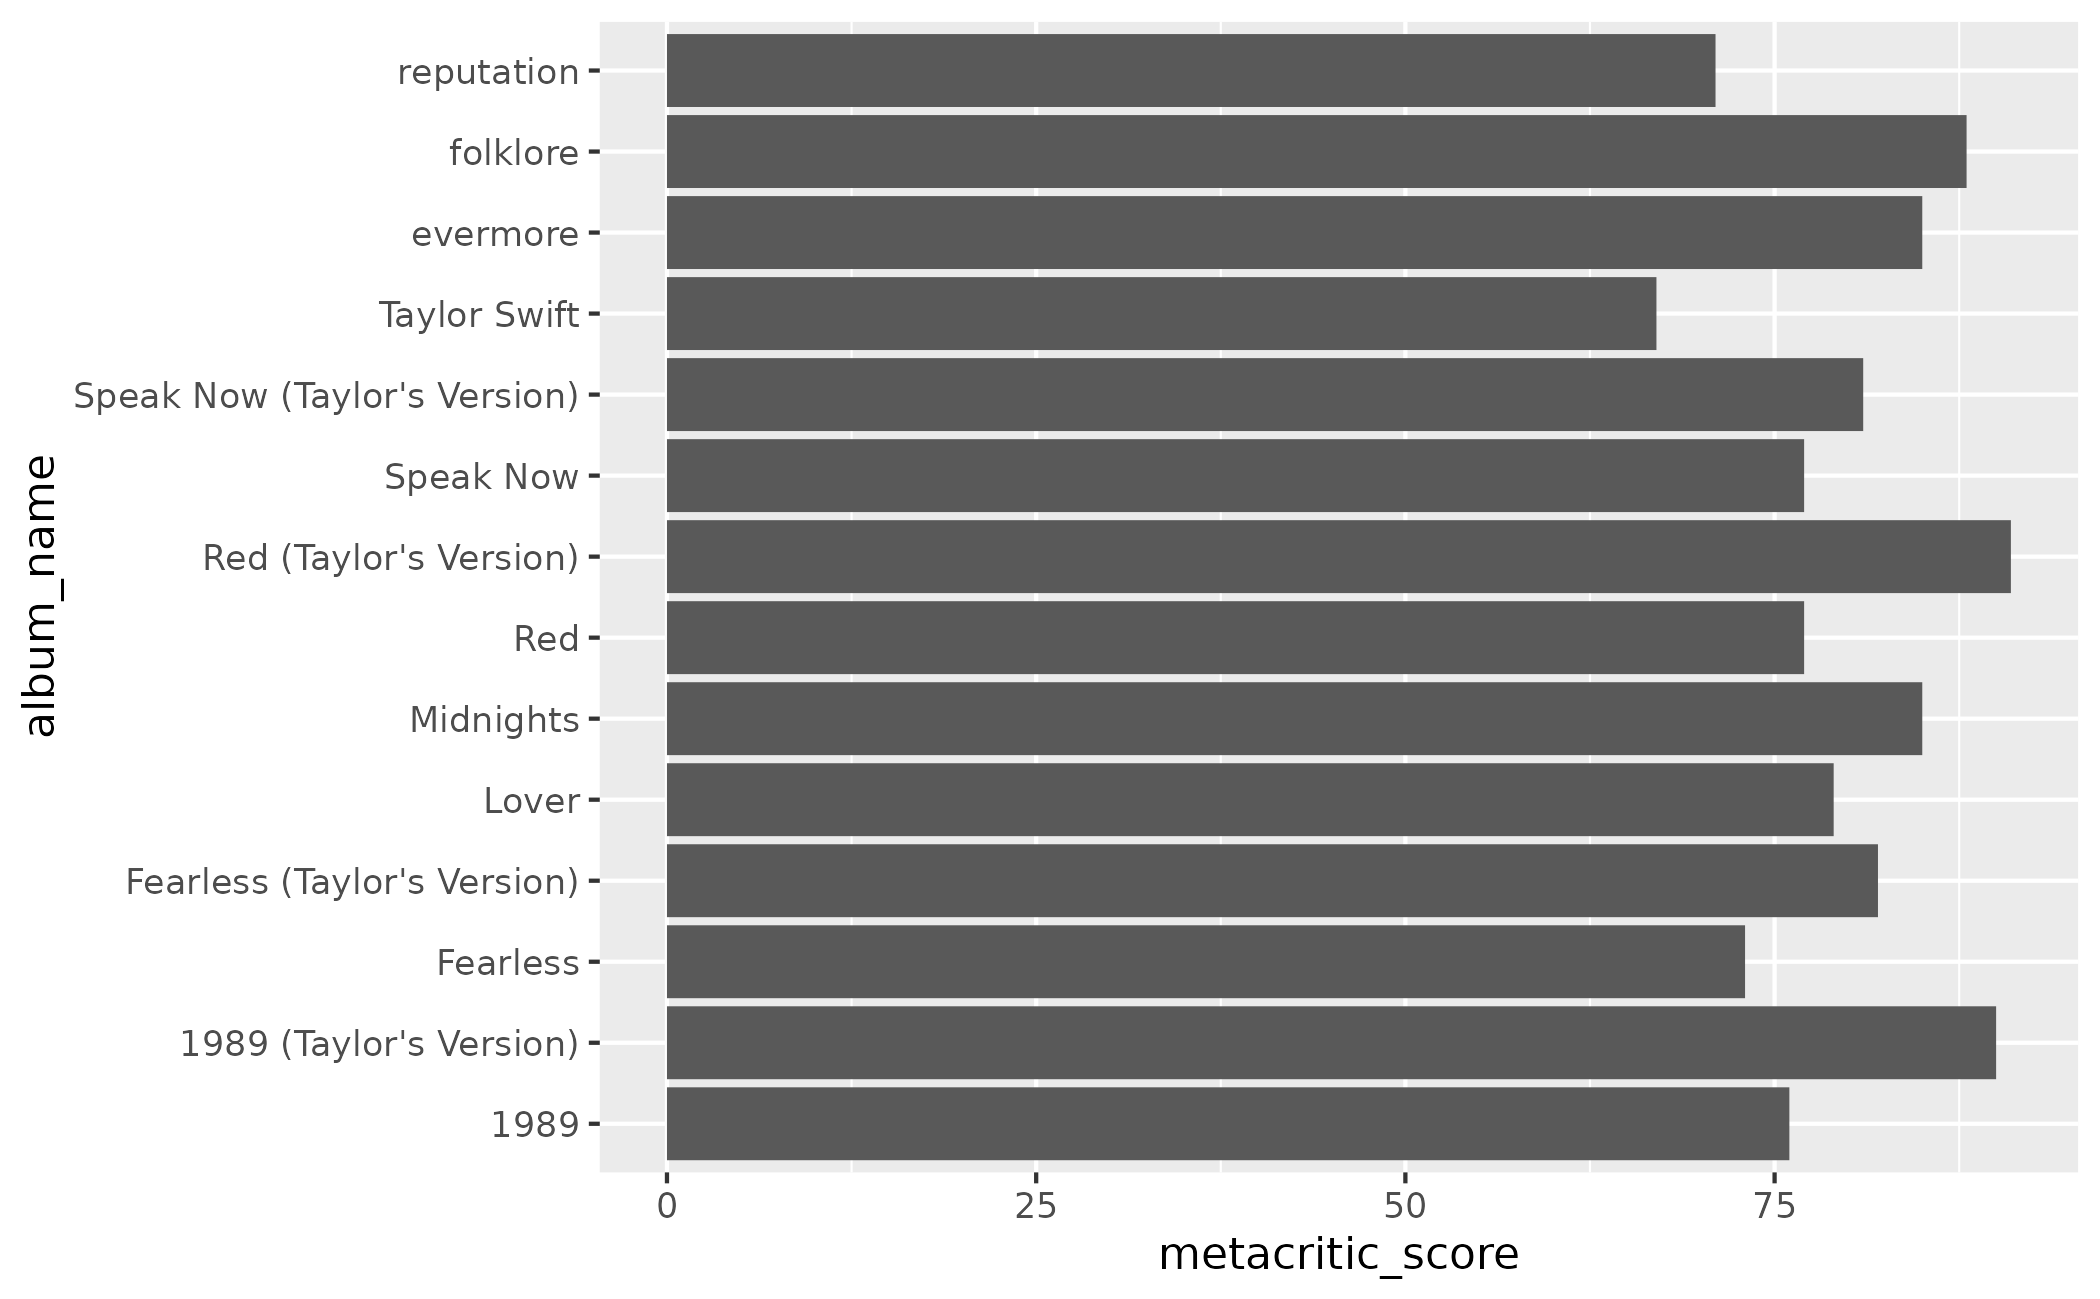 reputation
folklore
evermore
Taylor Swift
Speak Now (Taylor's Version)
Speak Now
Red (Taylor's Version)
Red
Midnights
Lover
Fearless (Taylor's Version)
Fearless
1989 (Taylor's Version)
1989
album_name
0 25 50 75
metacritic_score